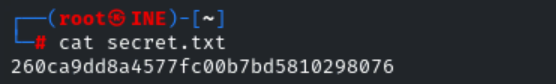 ┌──(root㉿INE)-[~]
└─# cat secret.txt
260ca9dd8a4577fc00b7bd5810298076